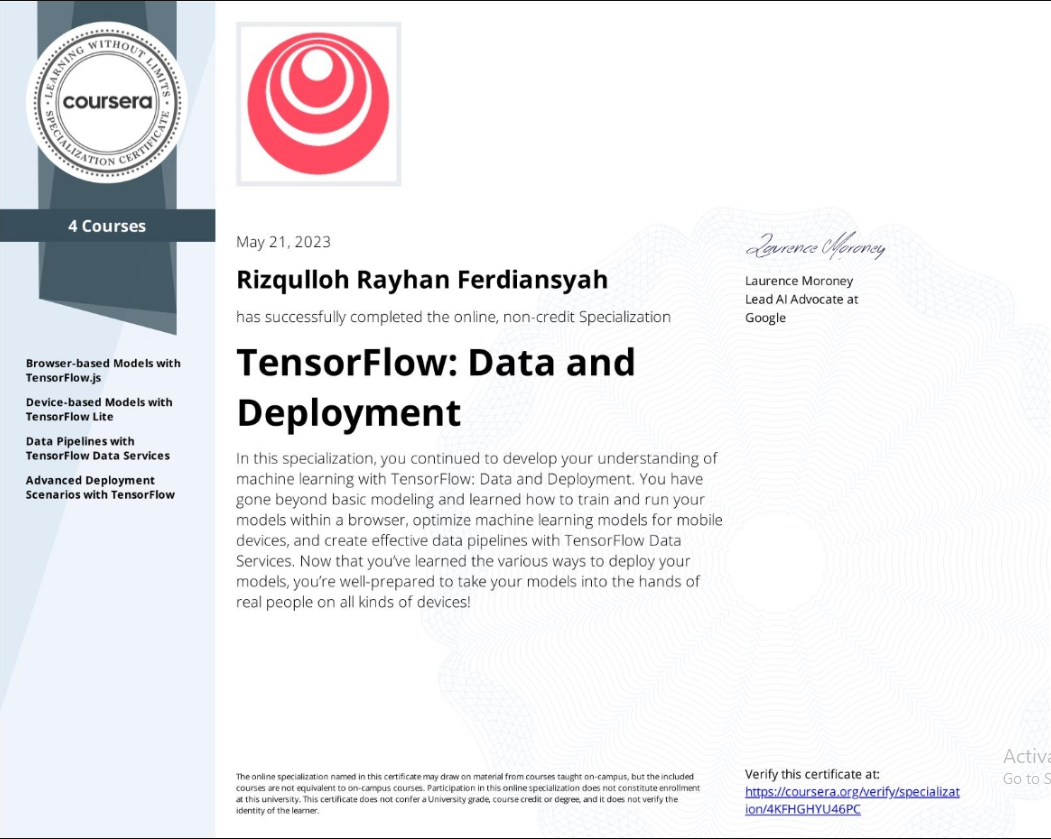 LEARNING WITHOUT LIMITS
coursera
SPECIALIZATION CERTIFICATE
4 Courses
Browser-based Models with
TensorFlow.js
Device-based Models with
TensorFlow Lite
Data Pipelines with
TensorFlow Data Services
Advanced Deployment
Scenarios with TensorFlow
May 21, 2023
Rizqulloh Rayhan Ferdiansyah
has successfully completed the online, non-credit Specialization
TensorFlow: Data and
Deployment
In this specialization, you continued to develop your understanding of
machine learning with TensorFlow: Data and Deployment. You have
gone beyond basic modeling and learned how to train and run your
models within a browser, optimize machine learning models for mobile
devices, and create effective data pipelines with TensorFlow Data
Services. Now that you've learned the various ways to deploy your
models, you're well-prepared to take your models into the hands of
real people on all kinds of devices!
Laurence Moroney
Laurence Moroney
Lead AI Advocate at
Google
The online specialization named in this certificate may draw on material from courses taught on-campus, but the included
courses are not equivalent to on-campus courses. Participation in this online specialization does not constitute enrollment
at this university. This certificate does not confer a University grade, course credit or degree, and it does not verify the
identity of the learner.
Verify this certificate at:
https://coursera.org/verify/specializat
ion/4KFHGHYU46PC
Activa
Go to S